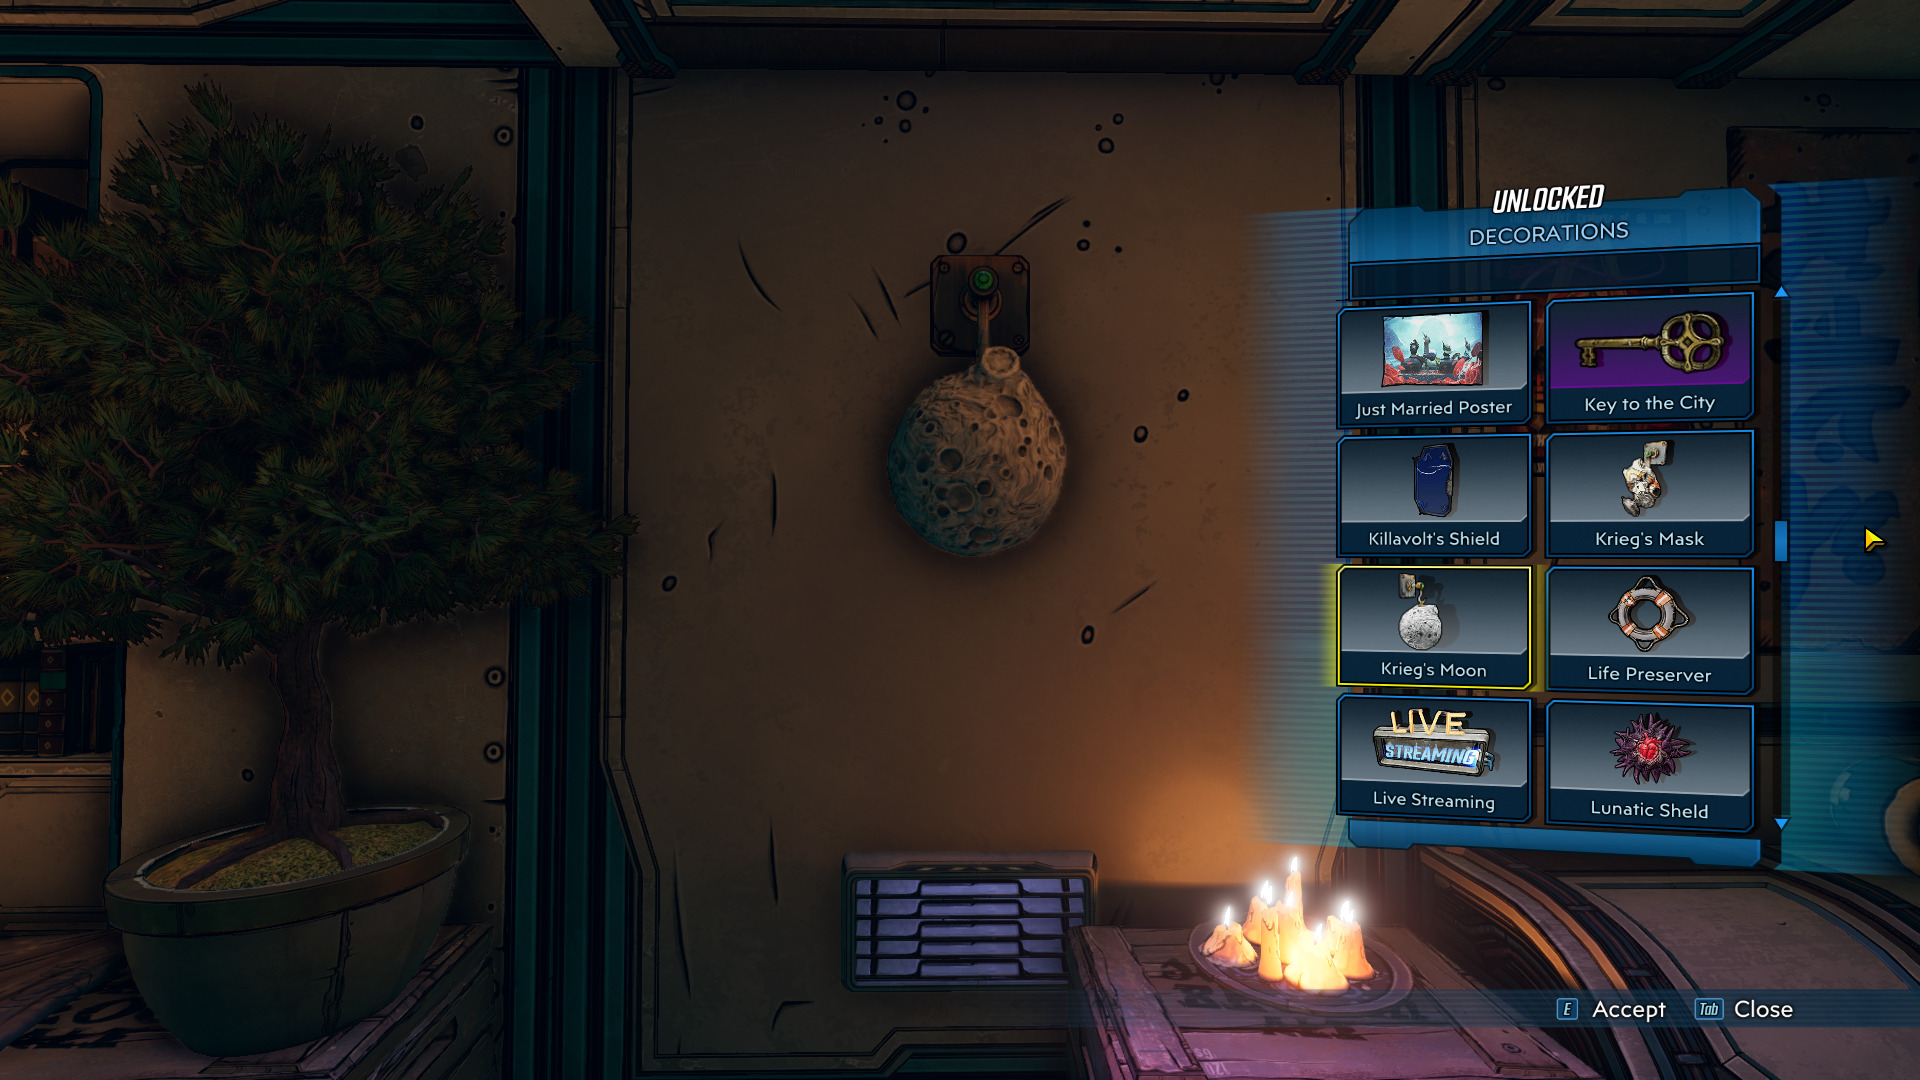 UNLOCKED
DECORATIONS
Just Married Poster
Key to the City
Killavolt's Shield
Krieg's Mask
Krieg's Moon
Life Preserver
LIVE
STREAMING
Live Streaming
Lunatic Sheld
E Accept Tab Close